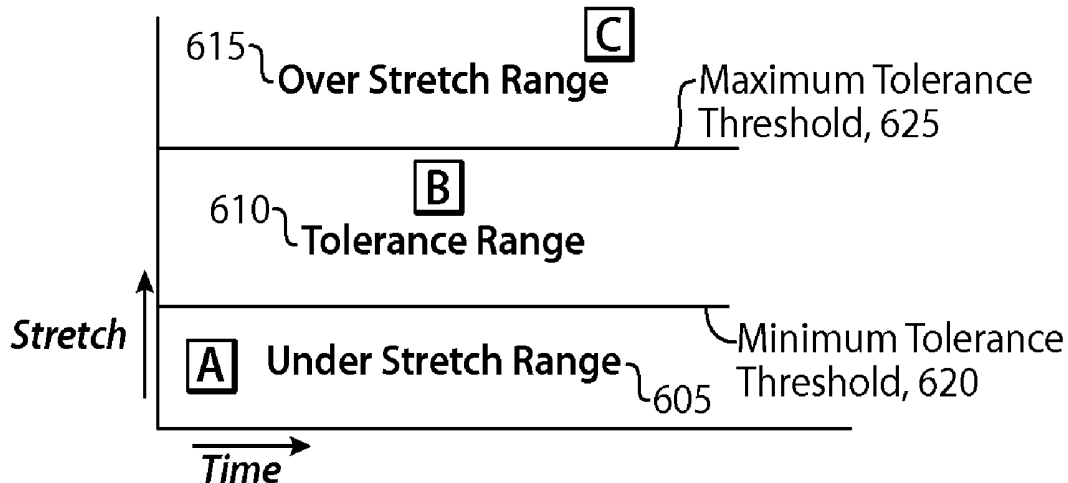 C
615
Over Stretch Range
Maximum Tolerance
Threshold, 625
B
610
Tolerance Range
Stretch
A
Under Stretch Range
605
Minimum Tolerance
Threshold, 620
Time